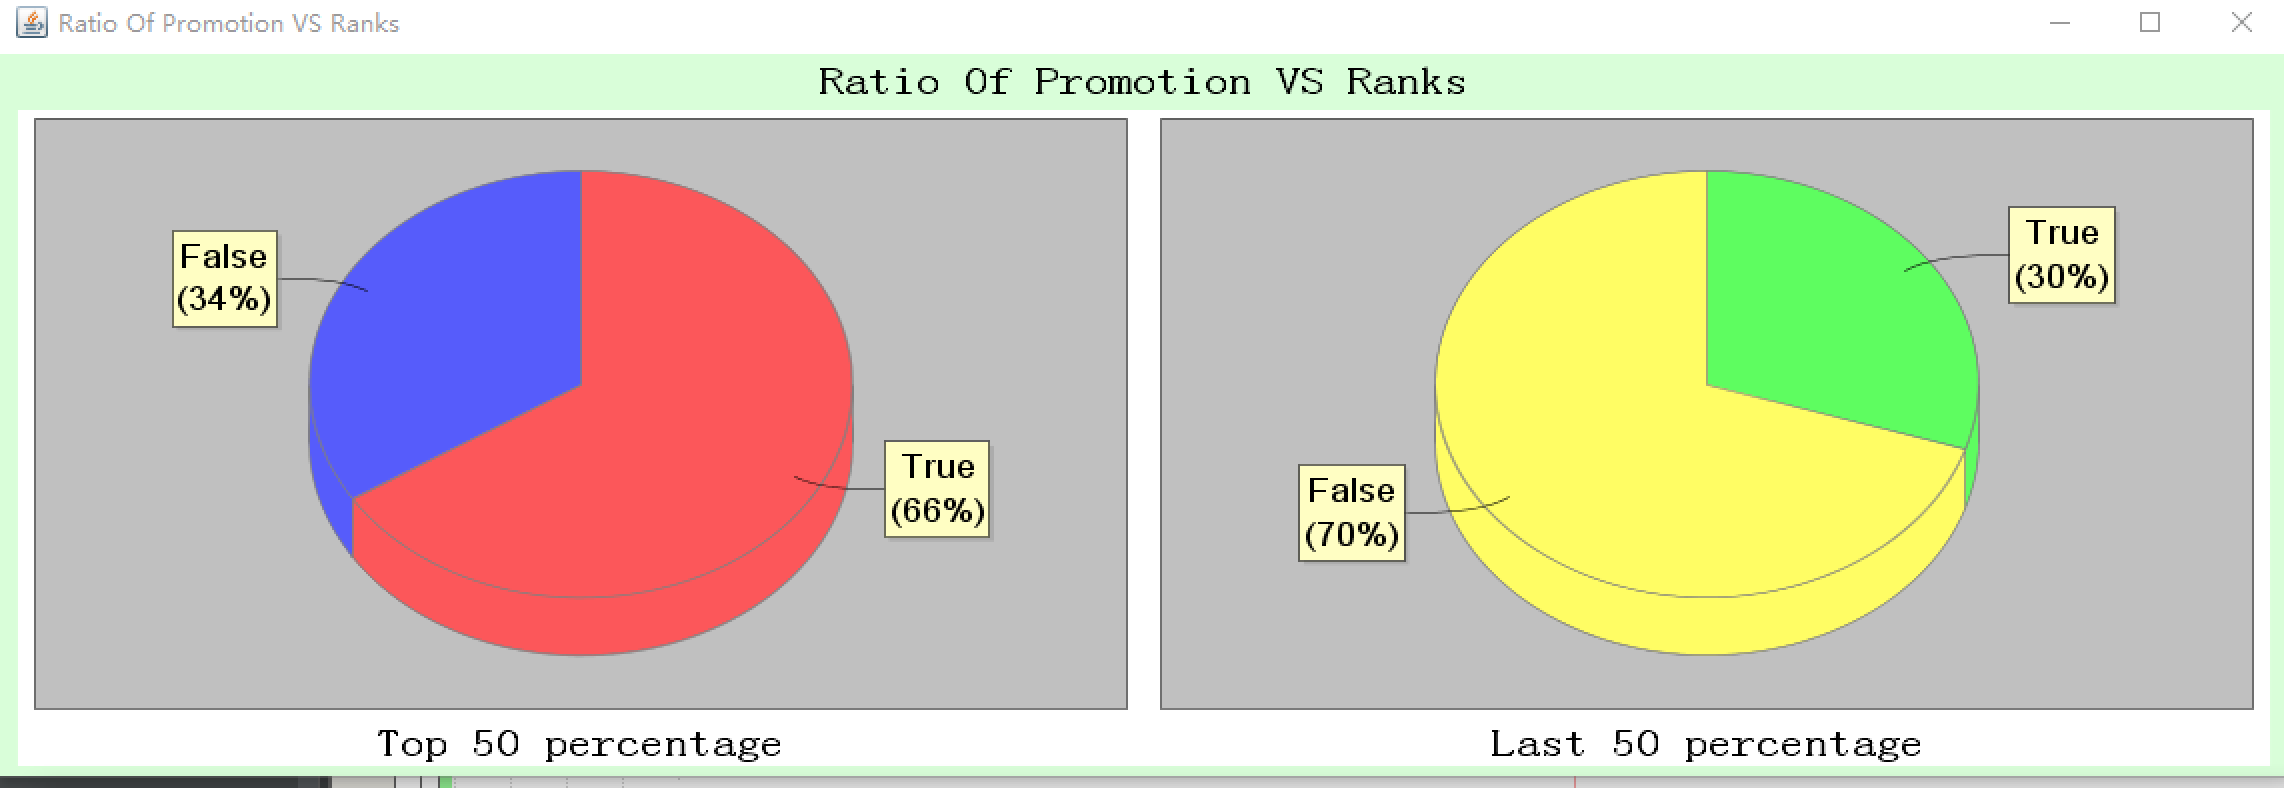 Ratio Of Promotion VS Ranks
Ratio Of Promotion VS Ranks
False
(34%)
True
(66%)
Top 50 percentage
True
(30%)
False
(70%)
Last 50 percentage